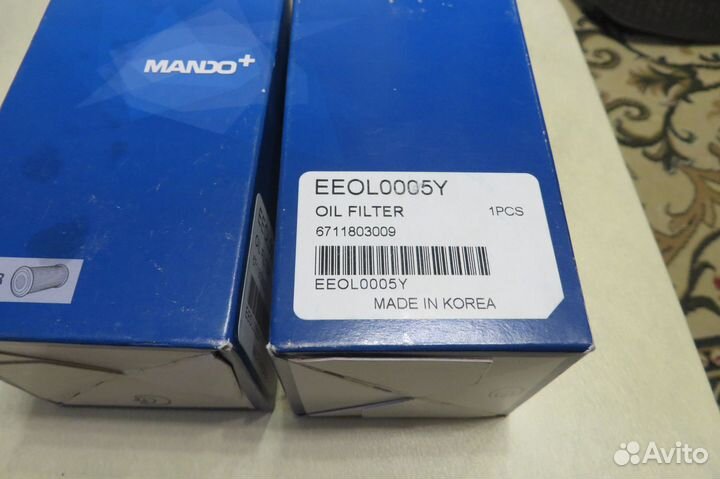 MANDO+
EEOL0005Y
OIL FILTER 1PCS
6711803009
EEOL0005Y
MADE IN KOREA
Avito